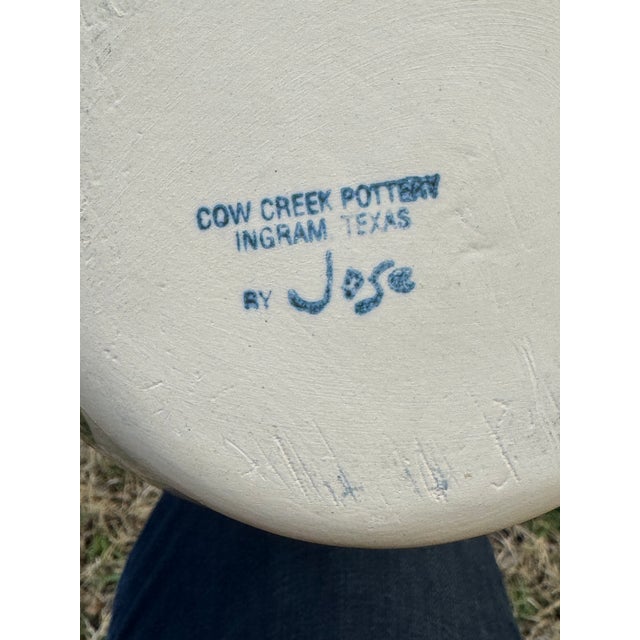 COW CREEK POTTERY
INGRAM, TEXAS
BY Jose